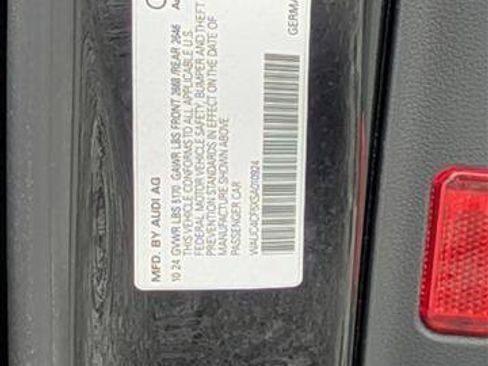 MFD. BY AUDI AG
10 24 GVWR LBS 5170 GAWR LBS FRONT 2668 /REAR 2646
THIS VEHICLE CONFORMS TO ALL APPLICABLE U.S.
FEDERAL MOTOR VEHICLE SAFETY, BUMPER AND THEFT
PREVENTION STANDARDS IN EFFECT ON THE DATE OF
MANUFACTURE SHOWN ABOVE
PASSENGER CAR
GERMA